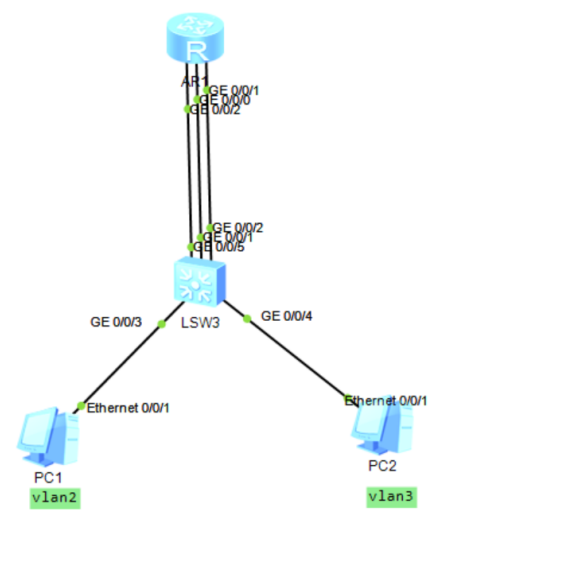 R
AR1
GE 0/0/1
GE 0/0/0
GE 0/0/2
GE 0/0/2
GE 0/0/1
GE 0/0/5
LSW3
GE 0/0/3
GE 0/0/4
Ethernet 0/0/1
Ethernet 0/0/1
PC1
PC2
vlan2
vlan3